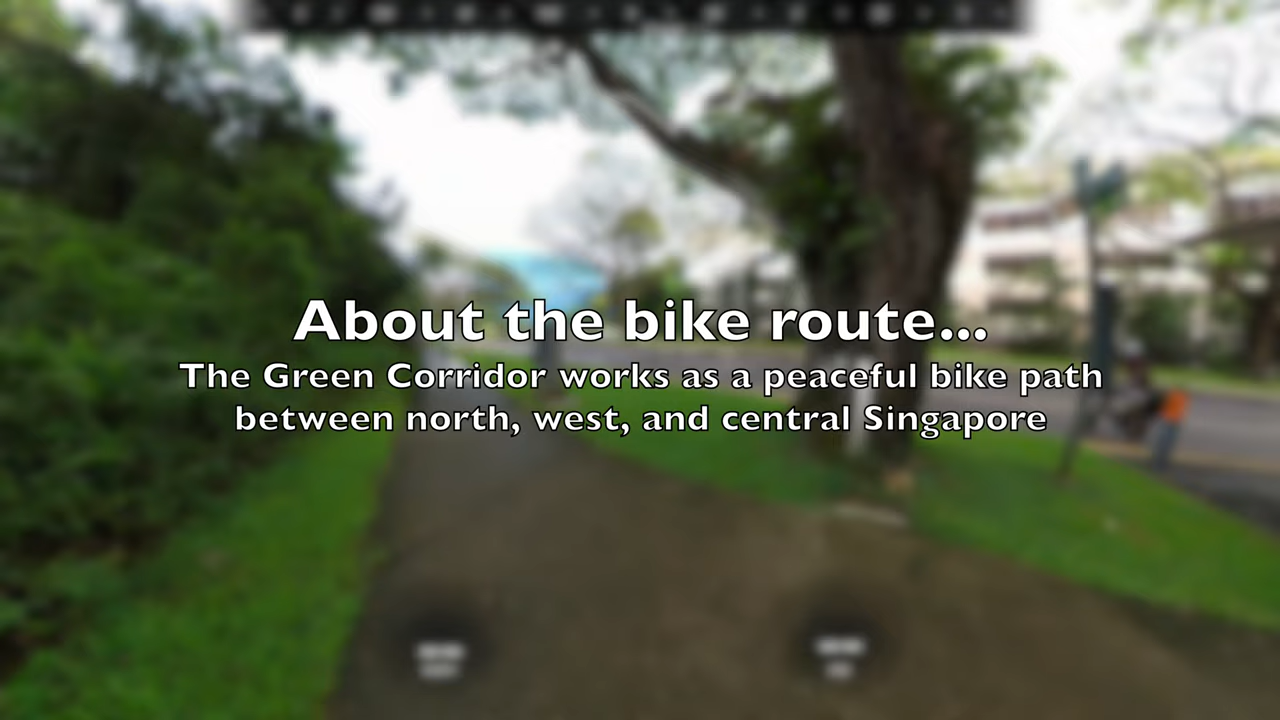 About the bike route...
The Green Corridor works as a peaceful bike path
between north, west, and central Singapore